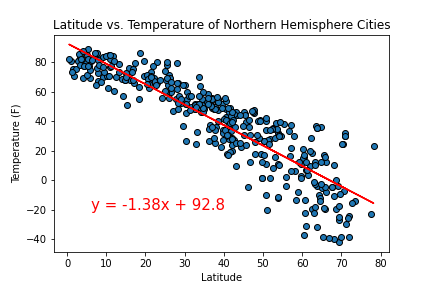 Latitude vs. Temperature of Northern Hemisphere Cities
Temperature (F)
80
60
40
20
0
−20
−40
y = -1.38x + 92.8
0 10 20 30 40 50 60 70 80
Latitude